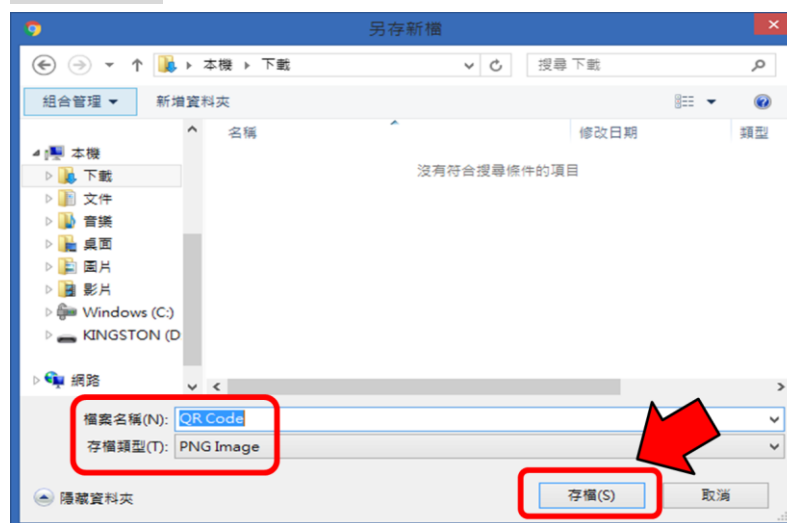 另存新檔
本機 下載
搜尋 下載
組合管理 新增資料夾
名稱 修改日期 類型
本機
沒有符合搜尋條件的項目
下載
文件
音樂
桌面
圖片
影片
Windows (C:)
KINGSTON (D
網路
檔案名稱(N): QR Code
存檔類型(T): PNG Image
隱藏資料夾 存檔(S) 取消